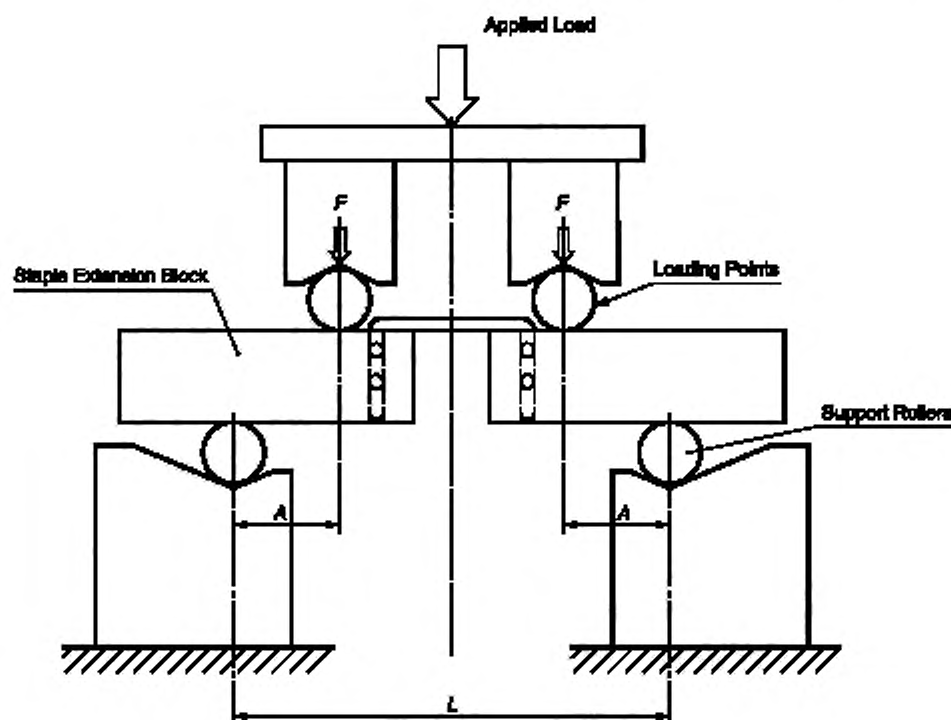 Applied Load
F
F
Staple Extension Block
Loading Points
Support Rollers
A
A
L